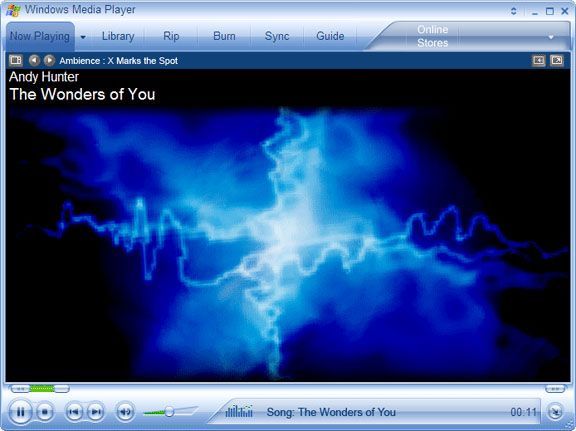 Windows Media Player
Now Playing Library Rip Burn Sync Guide Online Stores
Ambience : X Marks the Spot
Andy Hunter
The Wonders of You
Song: The Wonders of You 00:11